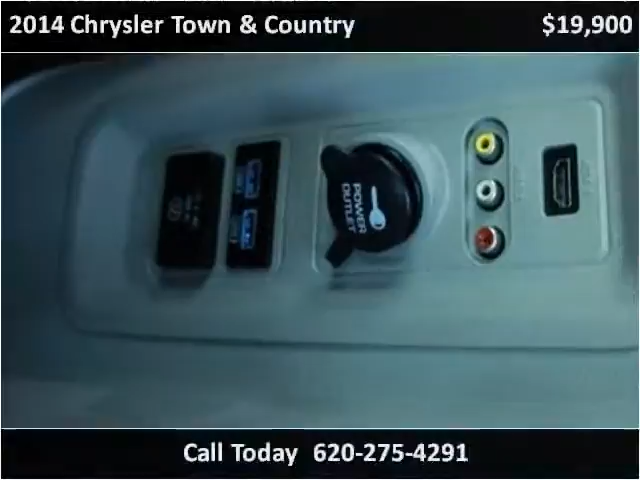 2014 Chrysler Town & Country $19,900
POWER
OUTLET
Call Today 620-275-4291